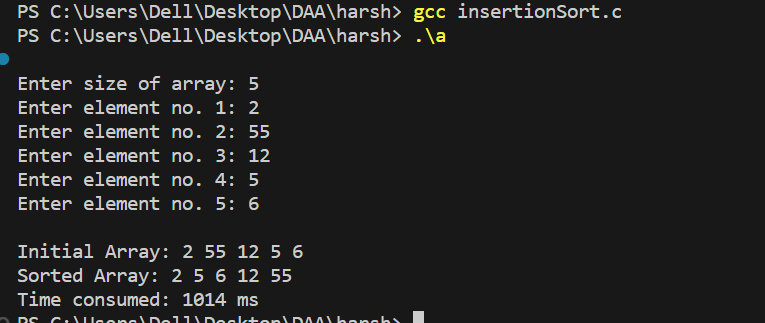 PS C:\Users\Dell\Desktop\DAA\harsh> gcc insertionSort.c
PS C:\Users\Dell\Desktop\DAA\harsh> .\a
Enter size of array: 5
Enter element no. 1: 2
Enter element no. 2: 55
Enter element no. 3: 12
Enter element no. 4: 5
Enter element no. 5: 6
Initial Array: 2 55 12 5 6
Sorted Array: 2 5 6 12 55
Time consumed: 1014 ms
PS C:\Users\Dell\Desktop\DAA\harsh>